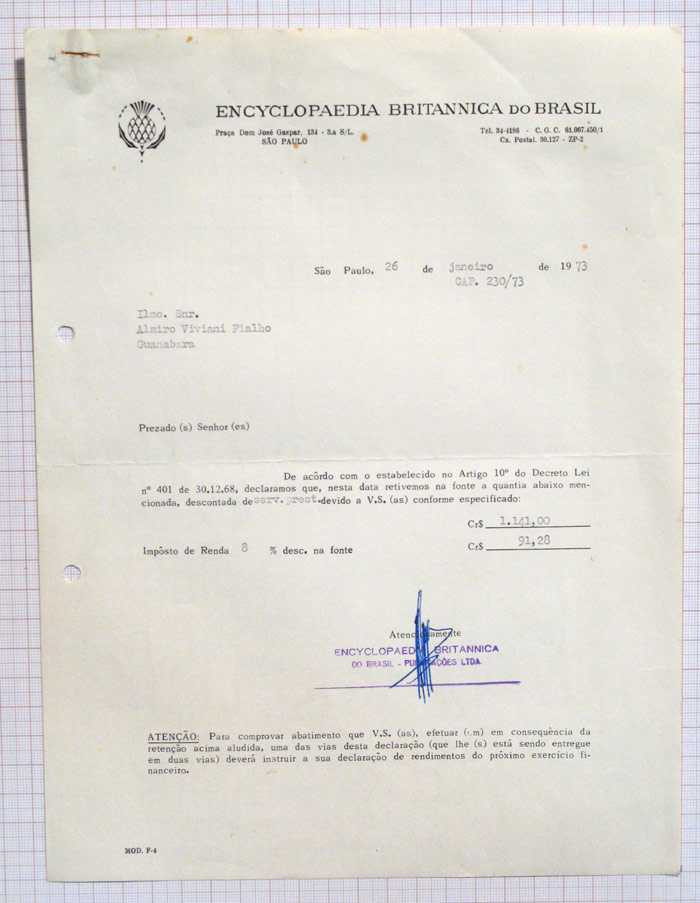 ENCYCLOPAEDIA BRITANNICA DO BRASIL
Praça Dom José Gaspar, 134 - 3.a S/L. Tel. 34-4186 - C. G. C. 61.067.450/1
SÃO PAULO Cx. Postal. 30.127 - ZP-2
São Paulo, 26 de janeiro de 1973
CAP. 230/73
Ilmo. Snr.
Almiro Viviani Fialho
Guanabara
Prezado (s) Senhor (es)
De acôrdo com o estabelecido no Artigo 10º do Decreto Lei
nº 401 de 30.12.68, declaramos que, nesta data retivemos na fonte a quantia abaixo men-
cionada, descontada de serv. prest. devido a V.S. (as) conforme especificado:
Cr$ 1.141,00
Impôsto de Renda 8 % desc. na fonte Cr$ 91,28
Atenciosamente
ENCYCLOPAEDIA BRITANNICA
DO BRASIL - PUBLICAÇÕES LTDA.
ATENÇÃO: Para comprovar abatimento que V.S. (as), efetuar (em) em consequência da
retenção acima aludida, uma das vias desta declaração (que lhe (s) está sendo entregue
em duas vias) deverá instruir a sua declaração de rendimentos do próximo exercício fi-
nanceiro.
MOD. F-4